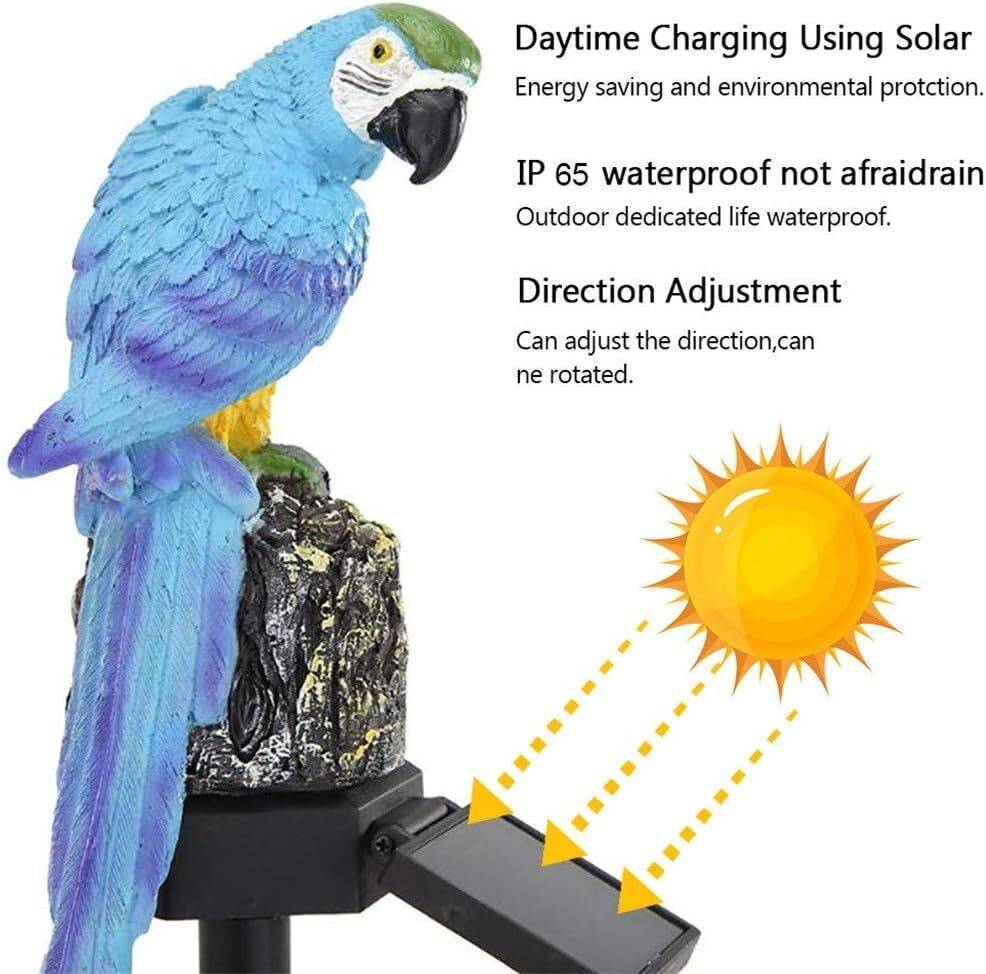 Daytime Charging Using Solar
Energy saving and environmental protction.
IP 65 waterproof not afraidrain
Outdoor dedicated life waterproof.
Direction Adjustment
Can adjust the direction,can
ne rotated.